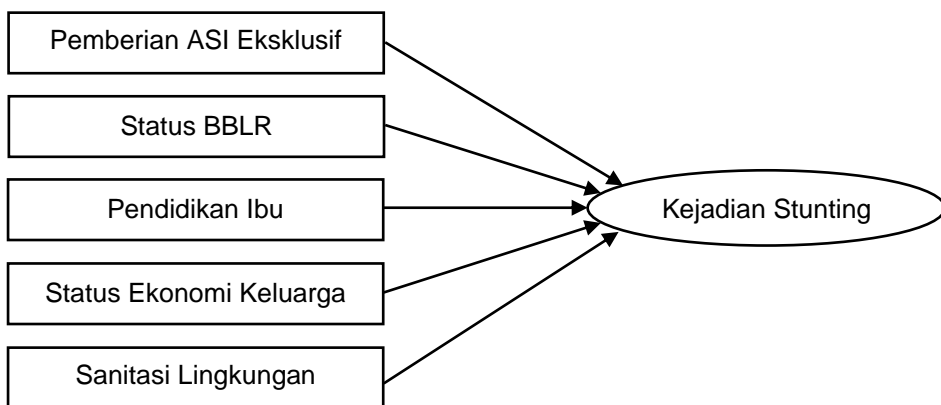 Pemberian ASI Eksklusif
Status BBLR
Pendidikan Ibu
Kejadian Stunting
Status Ekonomi Keluarga
Sanitasi Lingkungan